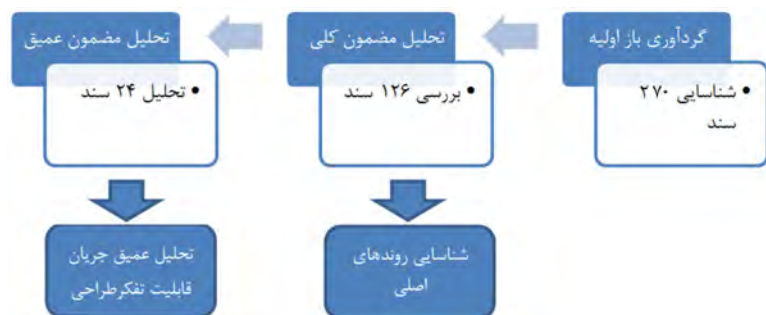 گردآوری باز اولیه
• شناسایی ۲۷۰
سند
تحلیل مضمون کلی
• بررسی ۱۲۶ سند
شناسایی روندهای
اصلی
تحلیل مضمون عمیق
• تحلیل ۲۴ سند
تحلیل عمیق جریان
قابلیت تفکرطراحی